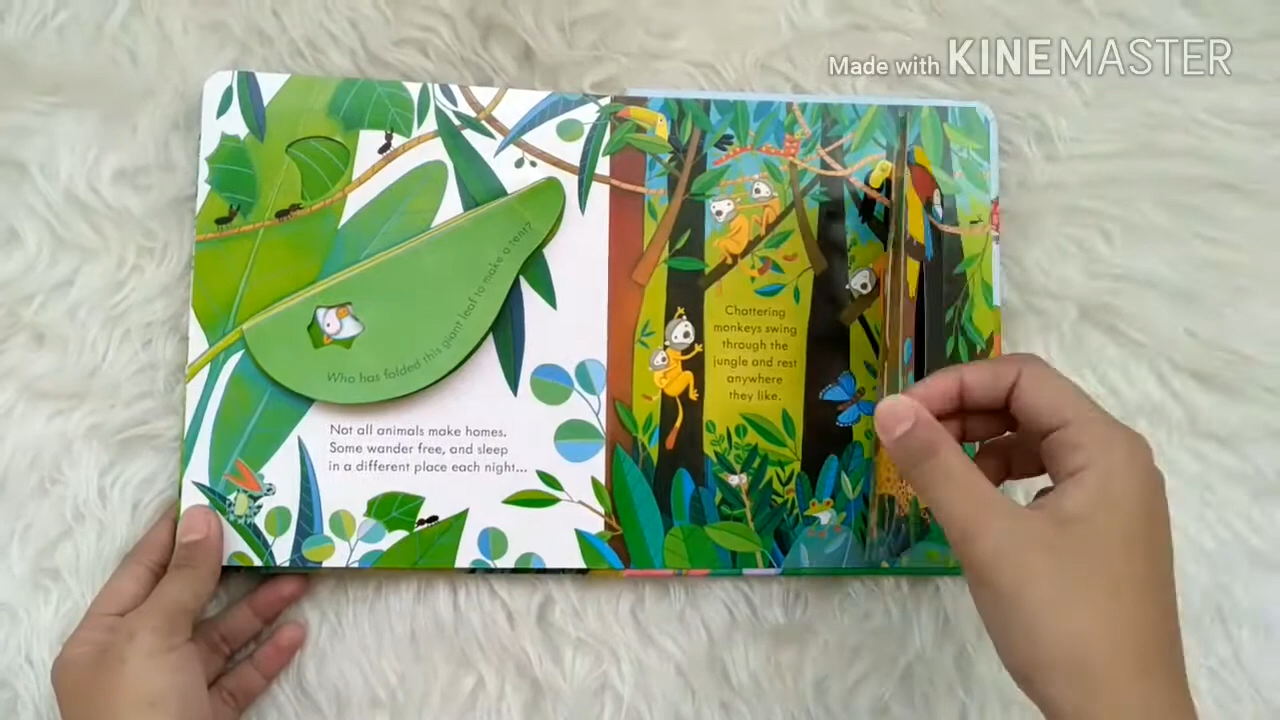 Made with KINEMASTER
Who has folded this giant leaf to make a tent?
Not all animals make homes.
Some wander free, and sleep
in a different place each night...
Chattering
monkeys swing
through the
jungle and rest
anywhere
they like.